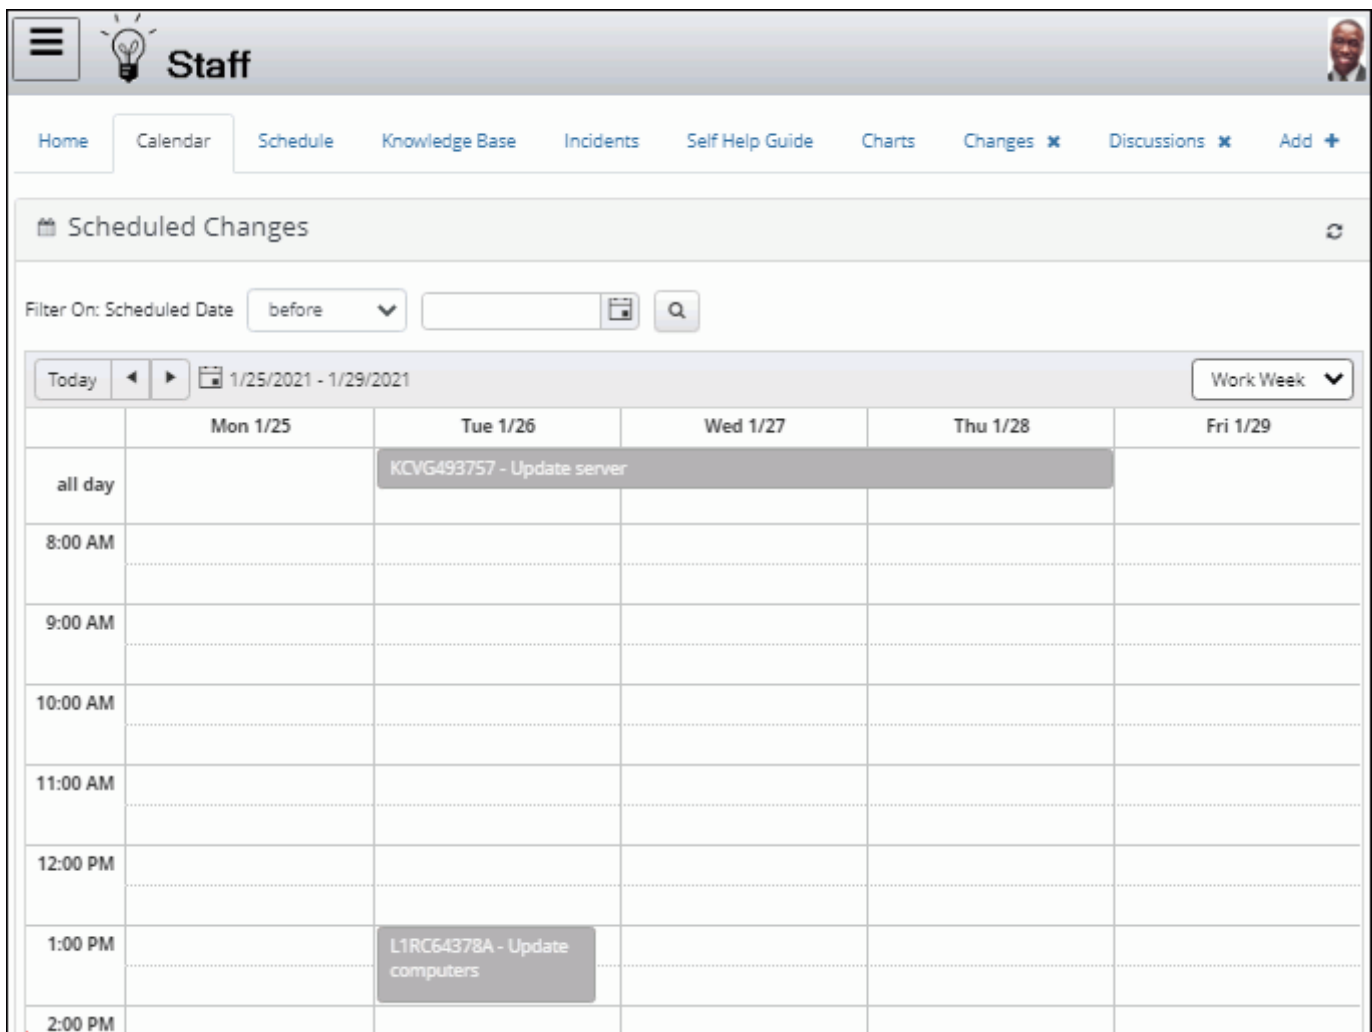 Staff
Home Calendar Schedule Knowledge Base Incidents Self Help Guide Charts Changes Discussions Add
Scheduled Changes
Filter On: Scheduled Date before
Today 1/25/2021 - 1/29/2021 Work Week
Mon 1/25 Tue 1/26 Wed 1/27 Thu 1/28 Fri 1/29
all day KCVG493757 - Update server
8:00 AM
9:00 AM
10:00 AM
11:00 AM
12:00 PM
1:00 PM L1RC64378A - Update
computers
2:00 PM